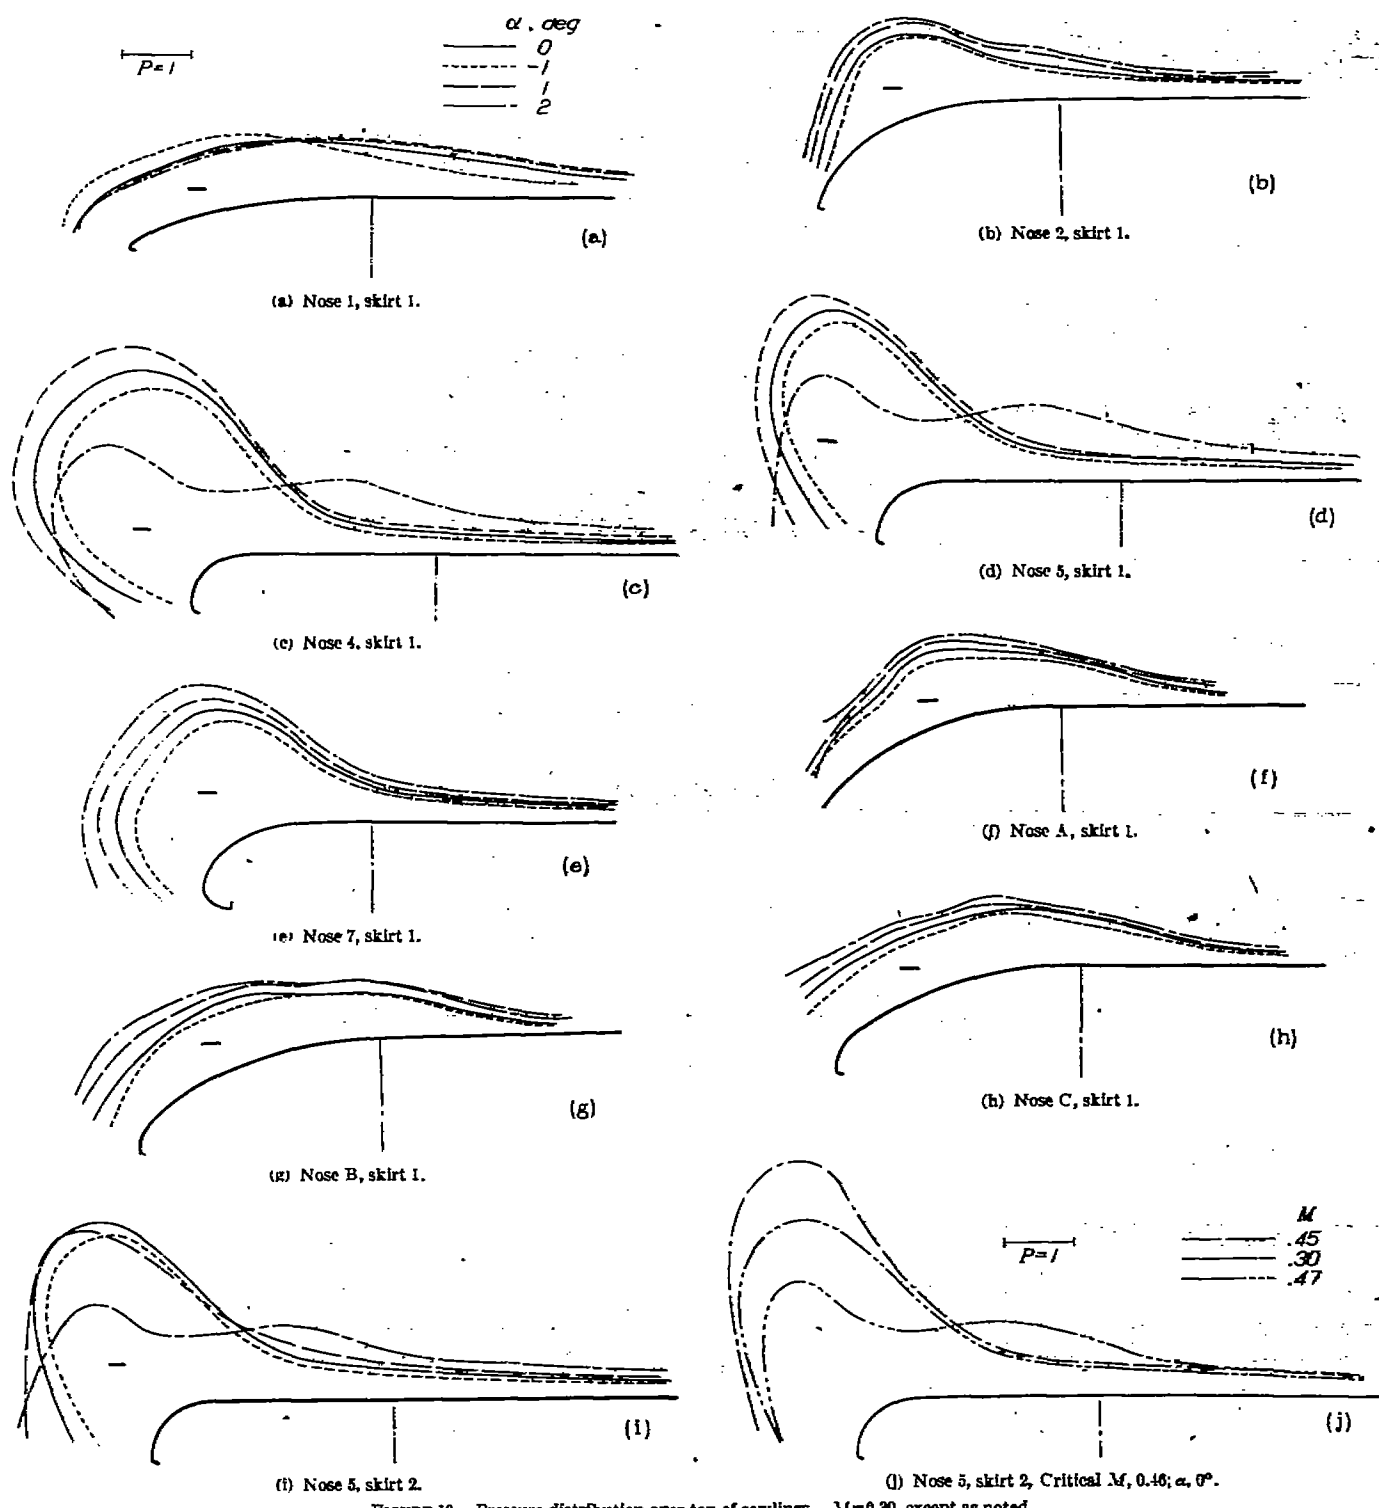 α, deg
P=1
0
-1
1
2
(a)
(a) Nose 1, skirt 1.
(b)
(b) Nose 2, skirt 1.
(c)
(c) Nose 4, skirt 1.
(d)
(d) Nose 5, skirt 1.
(e)
(e) Nose 7, skirt 1.
(f)
(f) Nose A, skirt 1.
(g)
(g) Nose B, skirt 1.
(h)
(h) Nose C, skirt 1.
(i)
(i) Nose 5, skirt 2.
M
P=1
.45
.30
.47
(j)
(j) Nose 5, skirt 2, Critical M, 0.46; α, 0°.
Pressure distribution over top of cowlings. M=0.30, except as noted